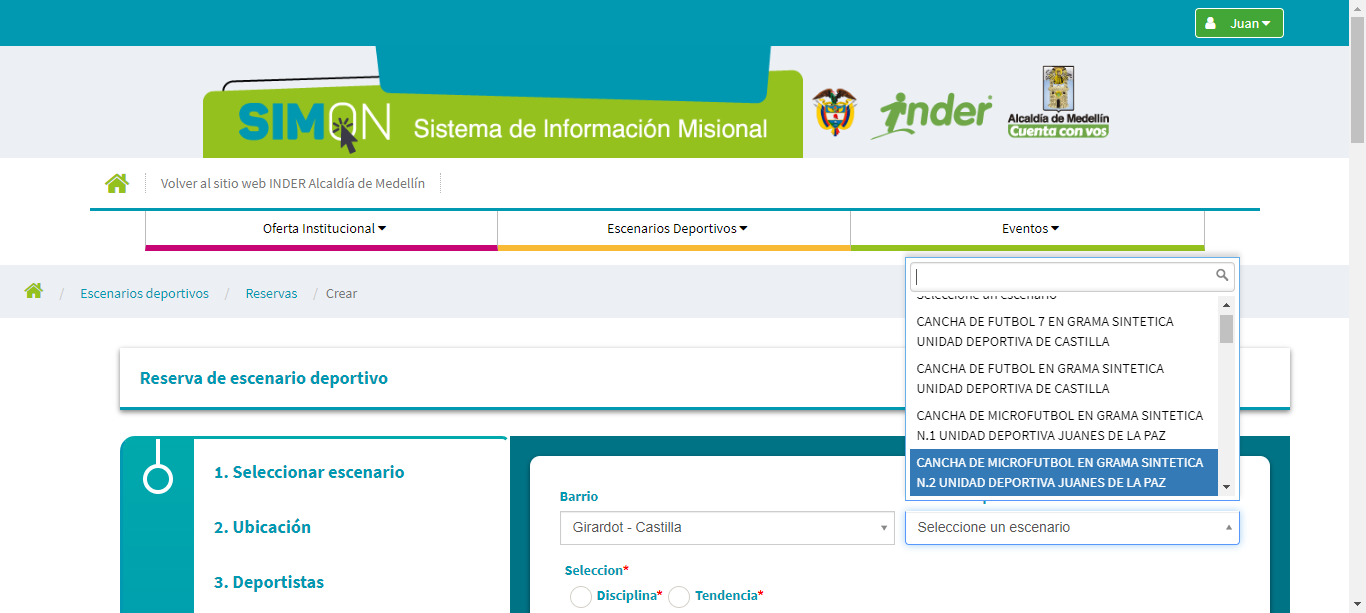 Juan
SIMON Sistema de Información Misional
inder
Alcaldía de Medellín
Cuenta con vos
Volver al sitio web INDER Alcaldía de Medellín
Oferta Institucional
Escenarios Deportivos
Eventos
/ Escenarios deportivos / Reservas / Crear
Seleccione un escenario
CANCHA DE FUTBOL 7 EN GRAMA SINTETICA
UNIDAD DEPORTIVA DE CASTILLA
CANCHA DE FUTBOL EN GRAMA SINTETICA
UNIDAD DEPORTIVA DE CASTILLA
CANCHA DE MICROFUTBOL EN GRAMA SINTETICA
N.1 UNIDAD DEPORTIVA JUANES DE LA PAZ
CANCHA DE MICROFUTBOL EN GRAMA SINTETICA
N.2 UNIDAD DEPORTIVA JUANES DE LA PAZ
Reserva de escenario deportivo
1. Seleccionar escenario
2. Ubicación
3. Deportistas
Barrio
Girardot - Castilla
Seleccione un escenario
Seleccion*
Disciplina*
Tendencia*